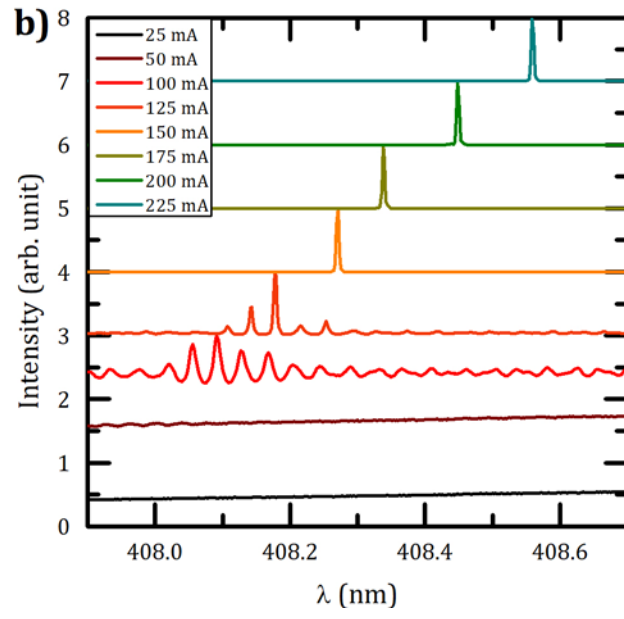 b)
8
7
6
5
4
3
2
1
0
25 mA
50 mA
100 mA
125 mA
150 mA
175 mA
200 mA
225 mA
Intensity (arb. unit)
408.0 408.2 408.4 408.6
λ (nm)